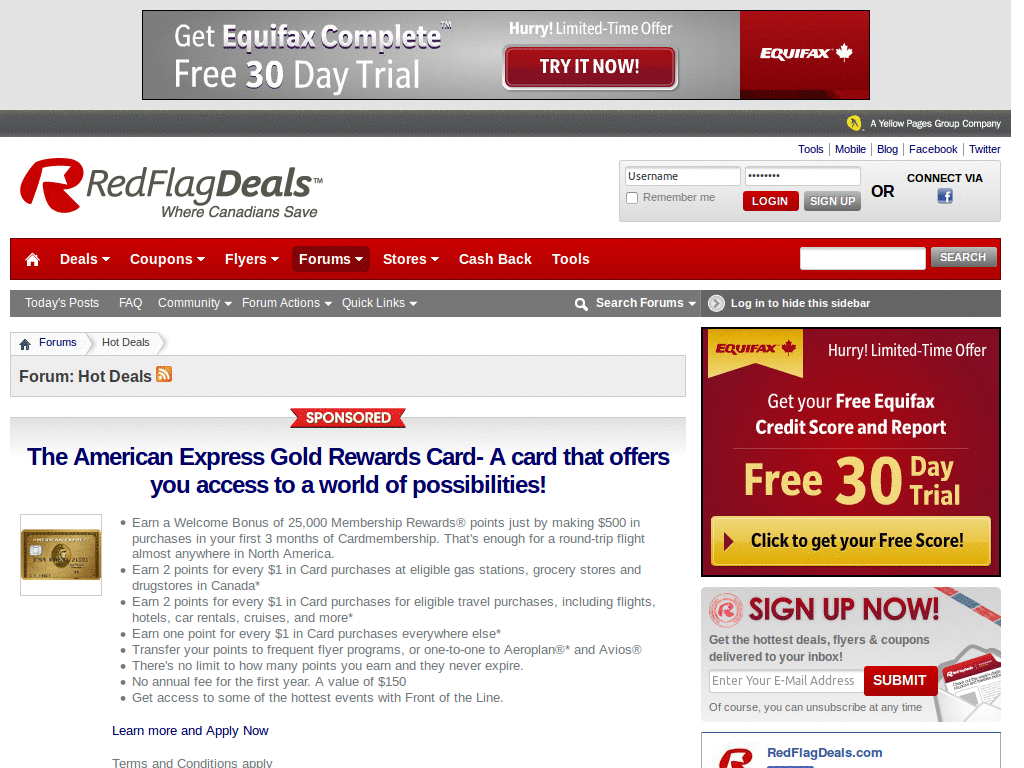 Get Equifax Complete™
Free 30 Day Trial
Hurry! Limited-Time Offer
TRY IT NOW!
EQUIFAX
A Yellow Pages Group Company
Tools | Mobile | Blog | Facebook | Twitter
RedFlagDeals™
Where Canadians Save
Username ••••••••
Remember me LOGIN SIGN UP
OR
CONNECT VIA
Deals Coupons Flyers Forums Stores Cash Back Tools SEARCH
Today's Posts FAQ Community Forum Actions Quick Links Search Forums
Log in to hide this sidebar
Forums Hot Deals
Forum: Hot Deals
SPONSORED
The American Express Gold Rewards Card- A card that offers
you access to a world of possibilities!
• Earn a Welcome Bonus of 25,000 Membership Rewards® points just by making $500 in
purchases in your first 3 months of Cardmembership. That's enough for a round-trip flight
almost anywhere in North America.
• Earn 2 points for every $1 in Card purchases at eligible gas stations, grocery stores and
drugstores in Canada*
• Earn 2 points for every $1 in Card purchases for eligible travel purchases, including flights,
hotels, car rentals, cruises, and more*
• Earn one point for every $1 in Card purchases everywhere else*
• Transfer your points to frequent flyer programs, or one-to-one to Aeroplan®* and Avios®
• There's no limit to how many points you earn and they never expire.
• No annual fee for the first year. A value of $150
• Get access to some of the hottest events with Front of the Line.
Learn more and Apply Now
Terms and Conditions apply
EQUIFAX
Hurry! Limited-Time Offer
Get your Free Equifax
Credit Score and Report
Free 30 Day
Trial
Click to get your Free Score!
SIGN UP NOW!
Get the hottest deals, flyers & coupons
delivered to your inbox!
Enter Your E-Mail Address SUBMIT
Of course, you can unsubscribe at any time
RedFlagDeals.com